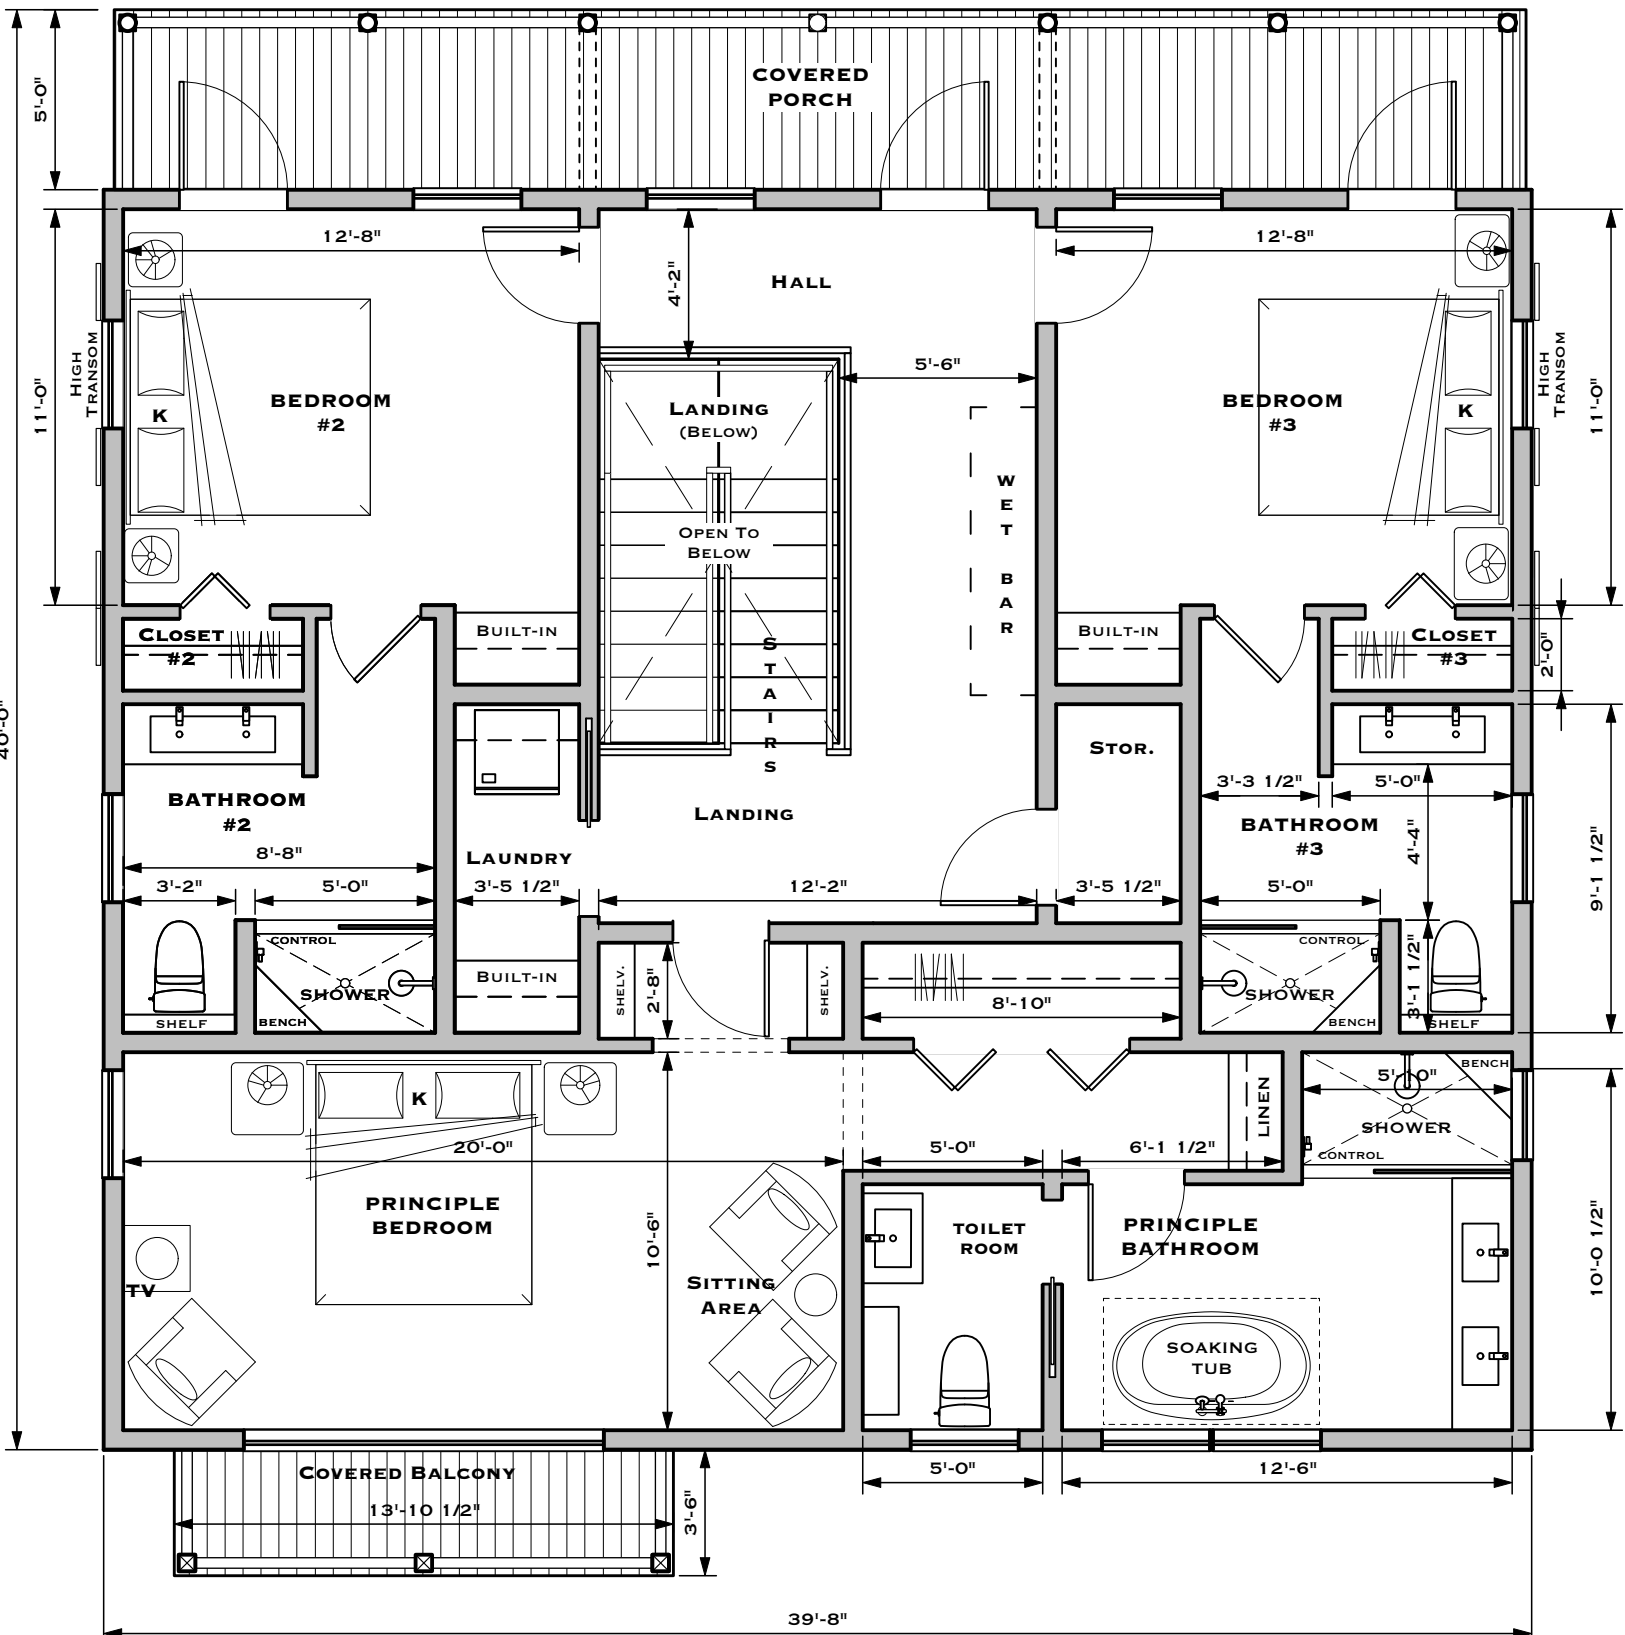 COVERED
PORCH
5'-0"
12'-8"
4'-2"
HALL
12'-8"
HIGH
TRANSOM
11'-0"
K
BEDROOM
#2
LANDING
(BELOW)
5'-6"
BEDROOM
#3
K
HIGH
TRANSOM
11'-0"
OPEN TO
BELOW
WET BAR
CLOSET
#2
BUILT-IN
STAIRS
BUILT-IN
CLOSET
#3
2'-0"
40'-0"
STOR.
BATHROOM
#2
LANDING
3'-3 1/2"
5'-0"
BATHROOM
#3
4'-4"
9'-1 1/2"
8'-8"
LAUNDRY
3'-2"
5'-0"
3'-5 1/2"
12'-2"
3'-5 1/2"
5'-0"
CONTROL
SHOWER
BENCH
SHELF
BUILT-IN
SHELV.
2'-8"
SHELV.
8'-10"
CONTROL
SHOWER
BENCH
3'-1 1/2"
SHELF
K
20'-0"
5'-0"
6'-1 1/2"
LINEN
5'-10"
BENCH
SHOWER
CONTROL
PRINCIPLE
BEDROOM
10'-6"
TOILET
ROOM
PRINCIPLE
BATHROOM
10'-0 1/2"
TV
SITTING
AREA
SOAKING
TUB
COVERED BALCONY
13'-10 1/2"
3'-6"
5'-0"
12'-6"
39'-8"